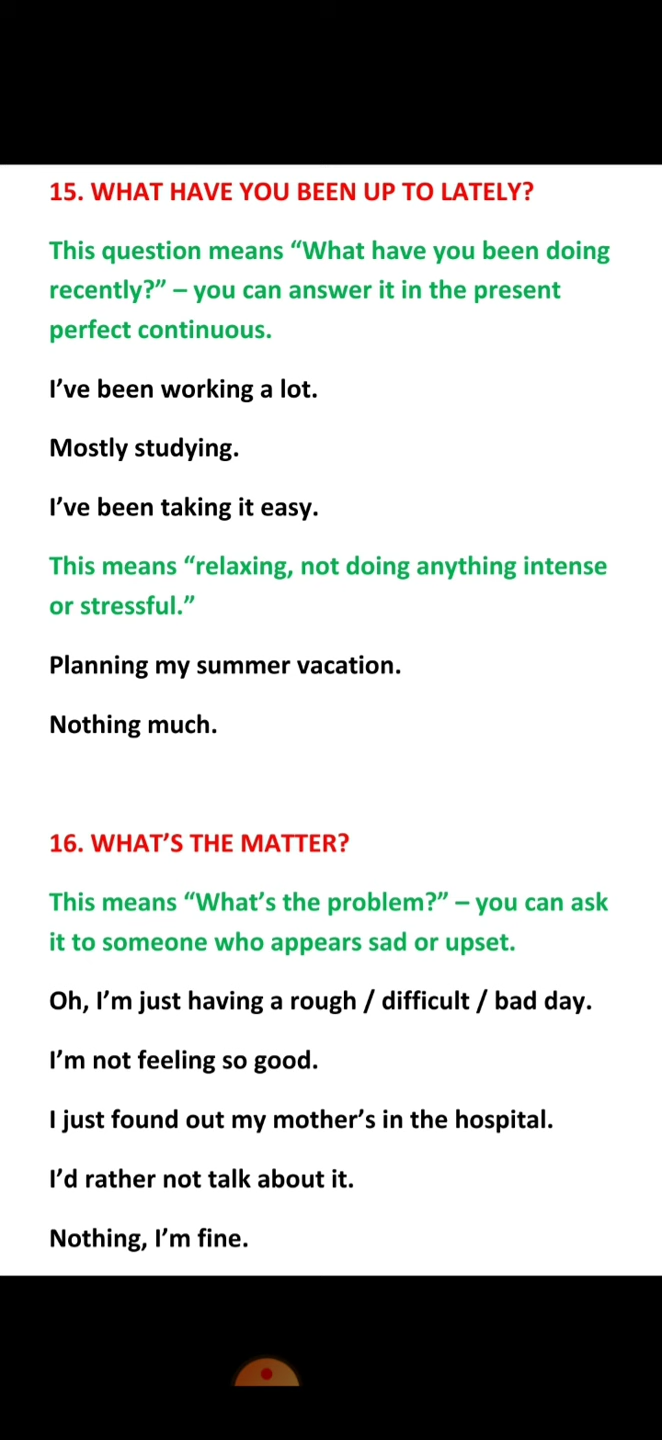 15. WHAT HAVE YOU BEEN UP TO LATELY?
This question means “What have you been doing
recently?” – you can answer it in the present
perfect continuous.
I’ve been working a lot.
Mostly studying.
I’ve been taking it easy.
This means “relaxing, not doing anything intense
or stressful.”
Planning my summer vacation.
Nothing much.
16. WHAT’S THE MATTER?
This means “What’s the problem?” – you can ask
it to someone who appears sad or upset.
Oh, I’m just having a rough / difficult / bad day.
I’m not feeling so good.
I just found out my mother’s in the hospital.
I’d rather not talk about it.
Nothing, I’m fine.